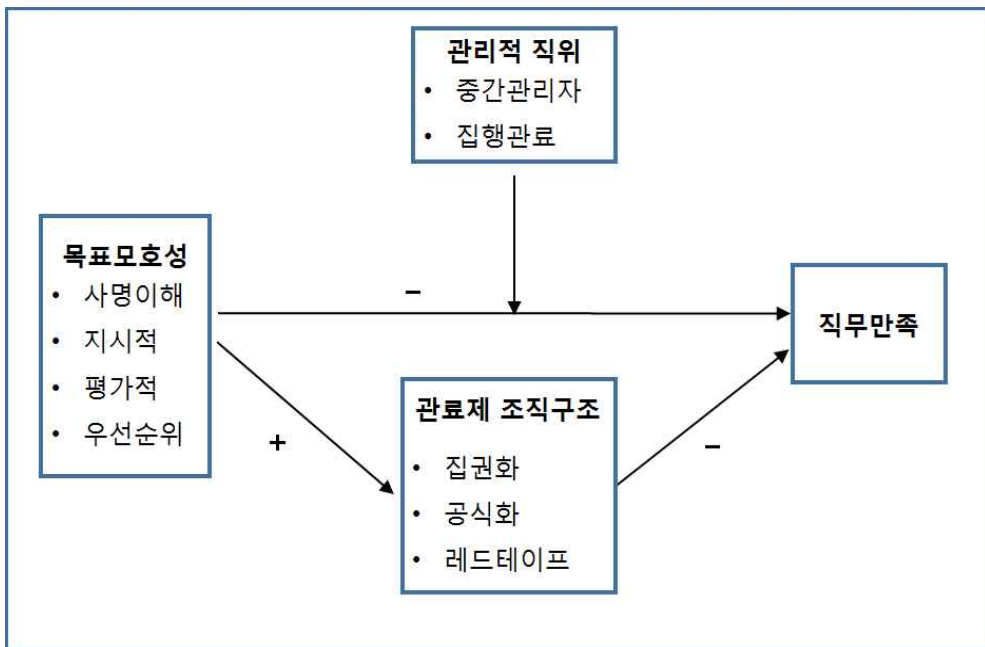 관리적 직위
• 중간관리자
• 집행관료
목표모호성
• 사명이해
• 지시적
• 평가적
• 우선순위
−
직무만족
+
관료제 조직구조
• 집권화
• 공식화
• 레드테이프
−